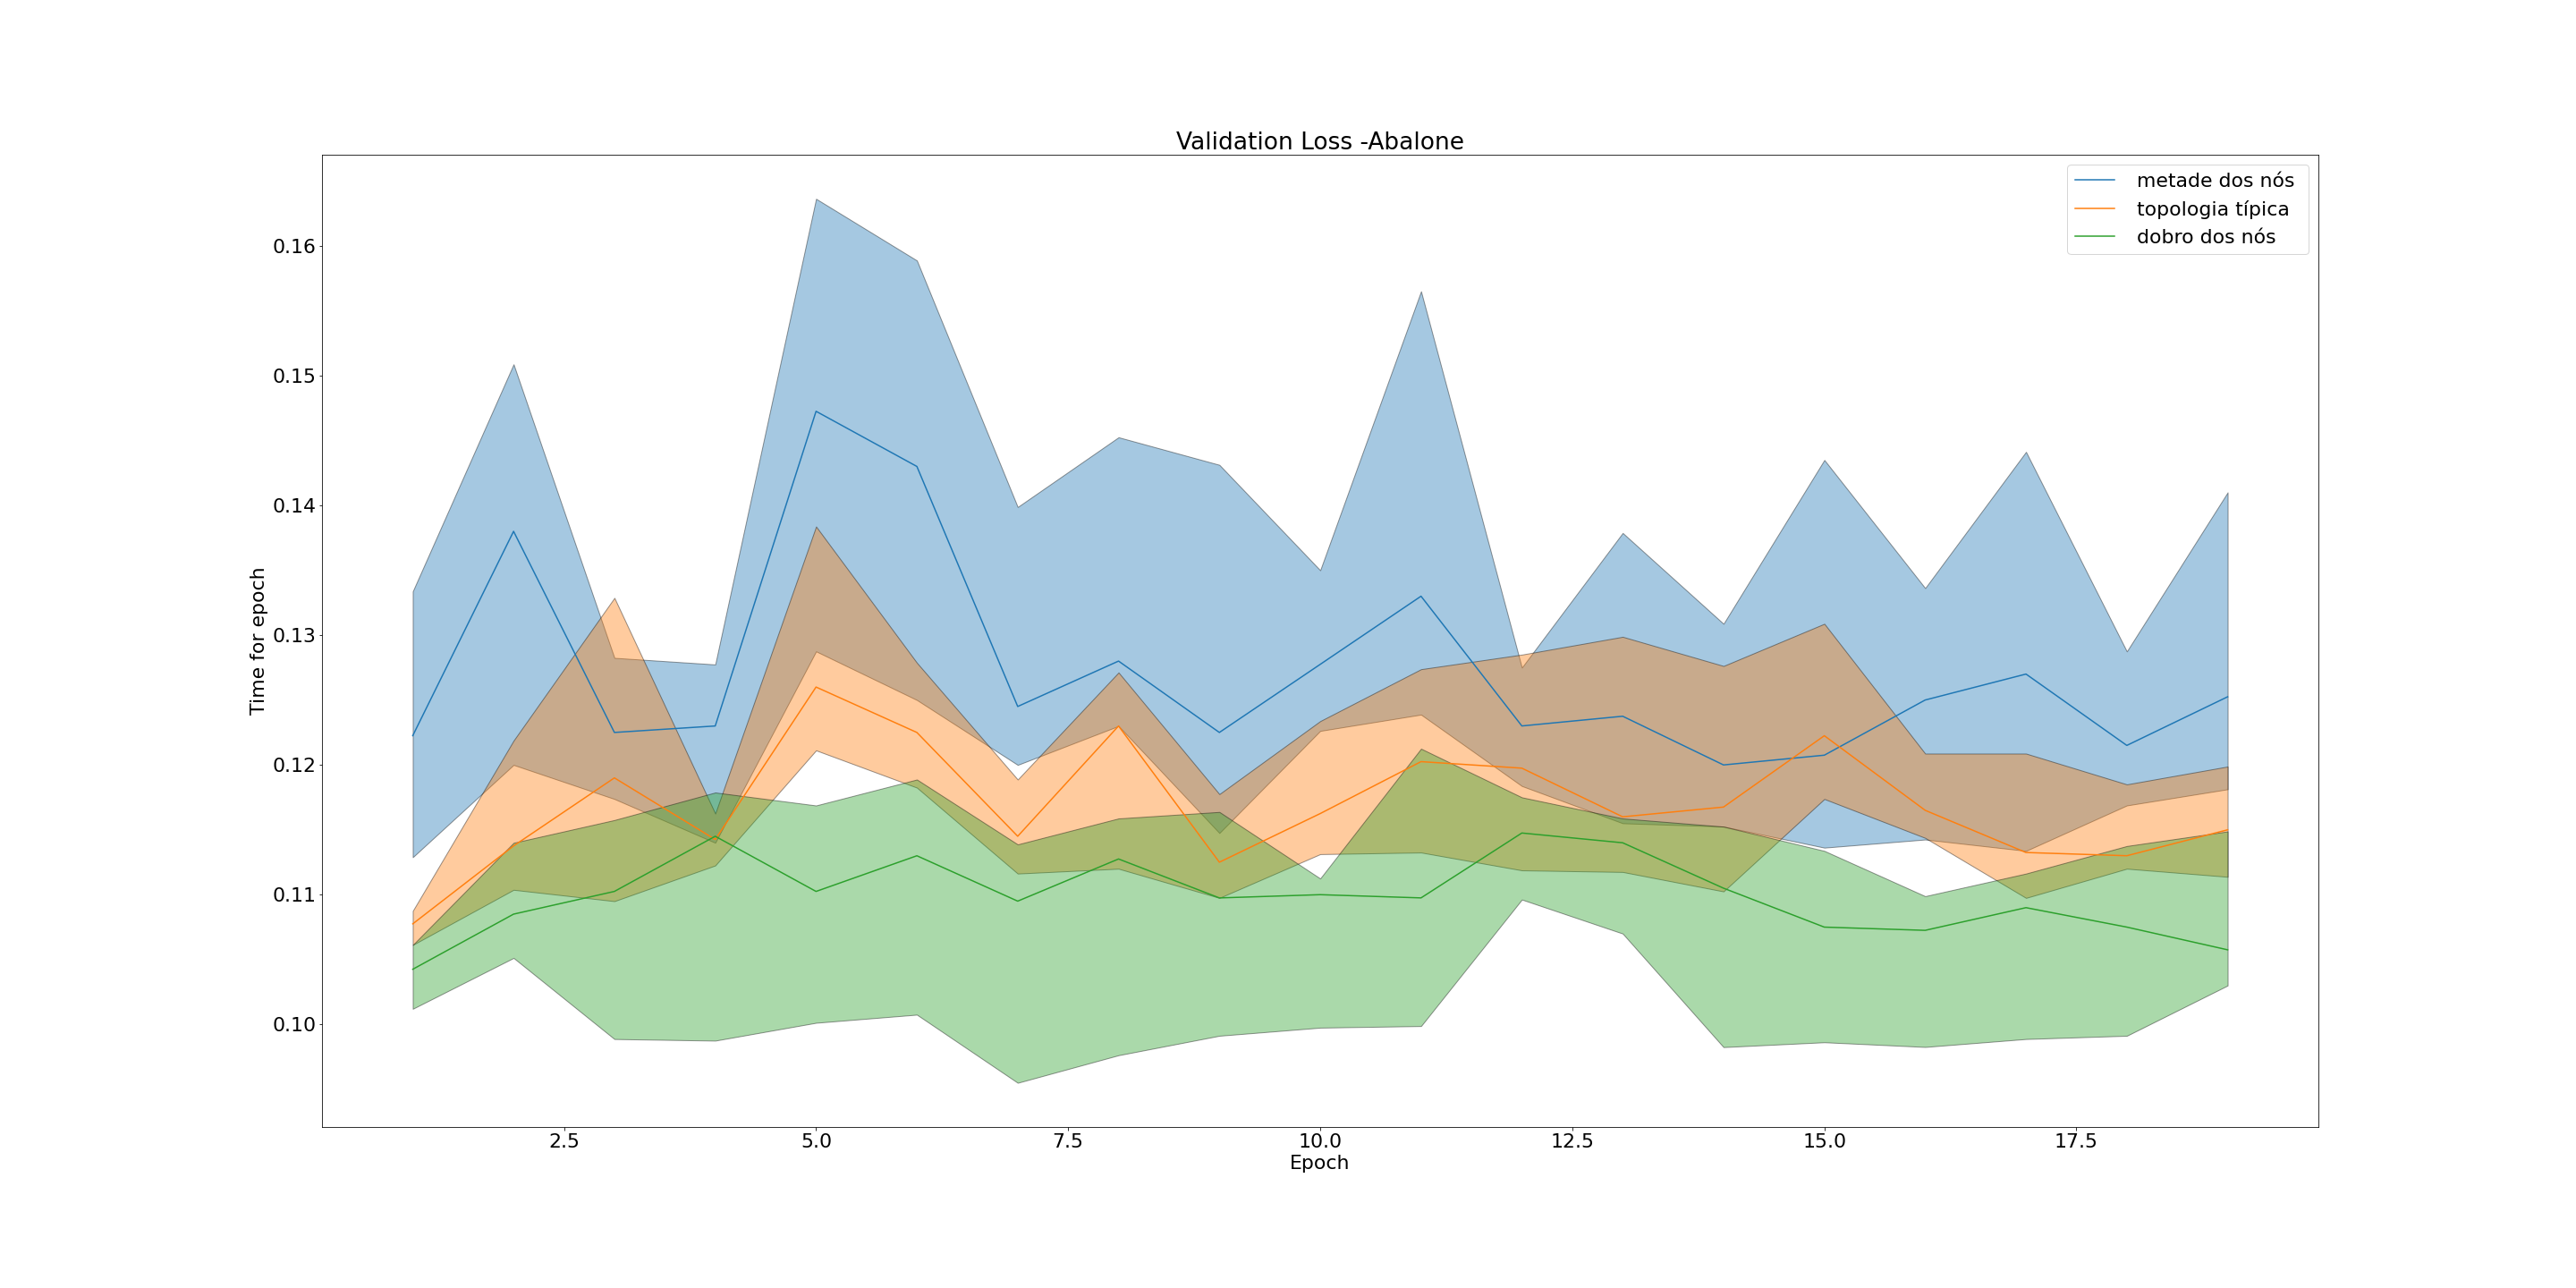 Validation Loss -Abalone
metade dos nós
topologia típica
dobro dos nós
Time for epoch
0.16
0.15
0.14
0.13
0.12
0.11
0.10
2.5 5.0 7.5 10.0 12.5 15.0 17.5
Epoch